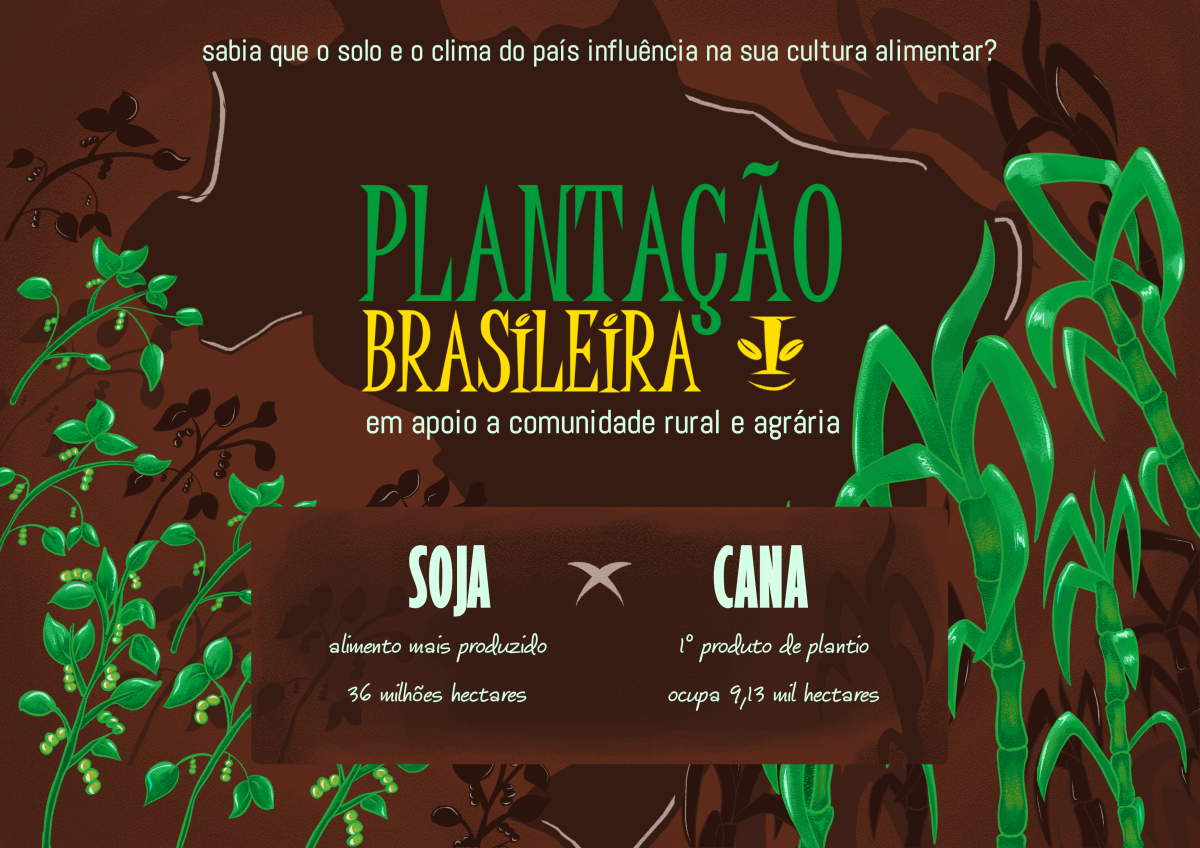 sabia que o solo e o clima do país influência na sua cultura alimentar?
PLANTAÇÃO
BRASiLEiRA
em apoio a comunidade rural e agrária
SOJA X CANA
alimento mais produzido
1º produto de plantio
36 milhões hectares
ocupa 9,13 mil hectares